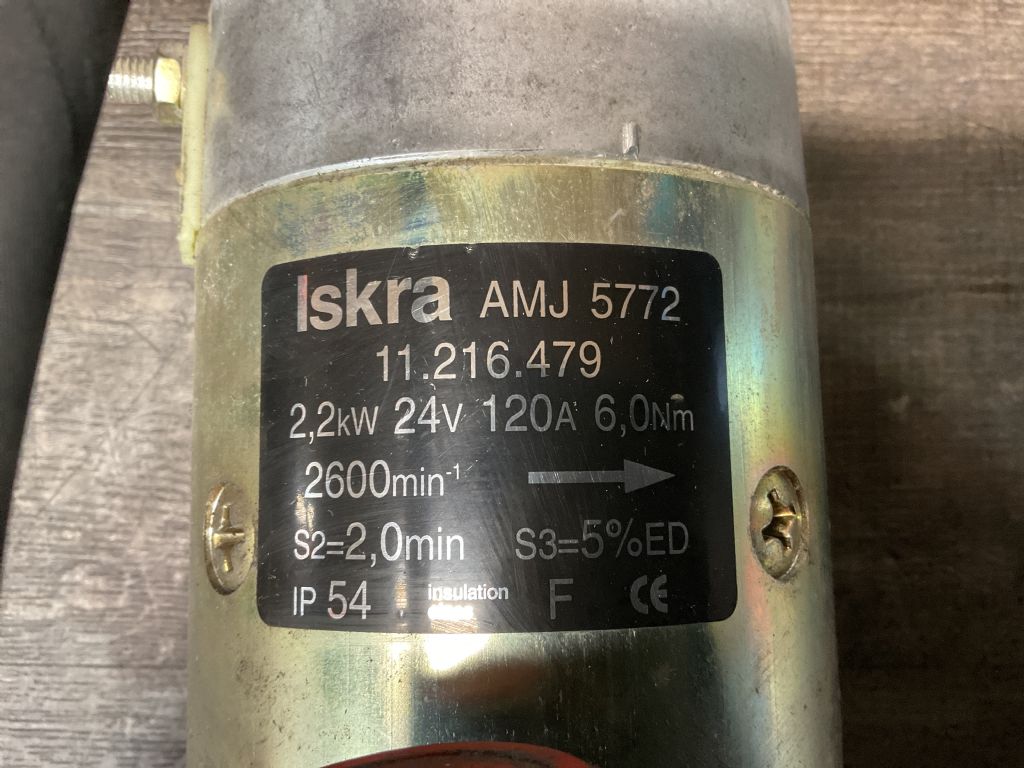 Iskra AMJ 5772
11.216.479
2,2kW 24V 120A 6,0Nm
2600min⁻¹
S2=2,0min S3=5%ED
IP 54 insulation class F CE